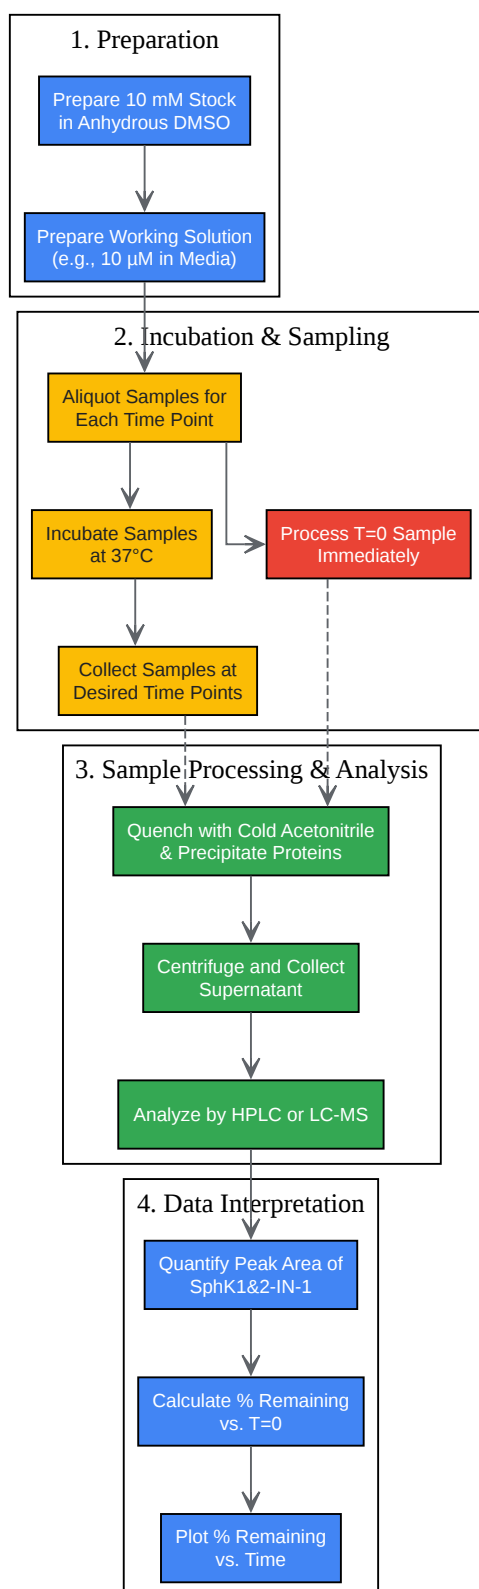 1. Preparation
Prepare 10 mM Stock
in Anhydrous DMSO
Prepare Working Solution
(e.g., 10 µM in Media)
2. Incubation & Sampling
Aliquot Samples for
Each Time Point
Incubate Samples
at 37°C
Process T=0 Sample
Immediately
Collect Samples at
Desired Time Points
3. Sample Processing & Analysis
Quench with Cold Acetonitrile
& Precipitate Proteins
Centrifuge and Collect
Supernatant
Analyze by HPLC or LC-MS
4. Data Interpretation
Quantify Peak Area of
SphK1&2-IN-1
Calculate % Remaining
vs. T=0
Plot % Remaining
vs. Time